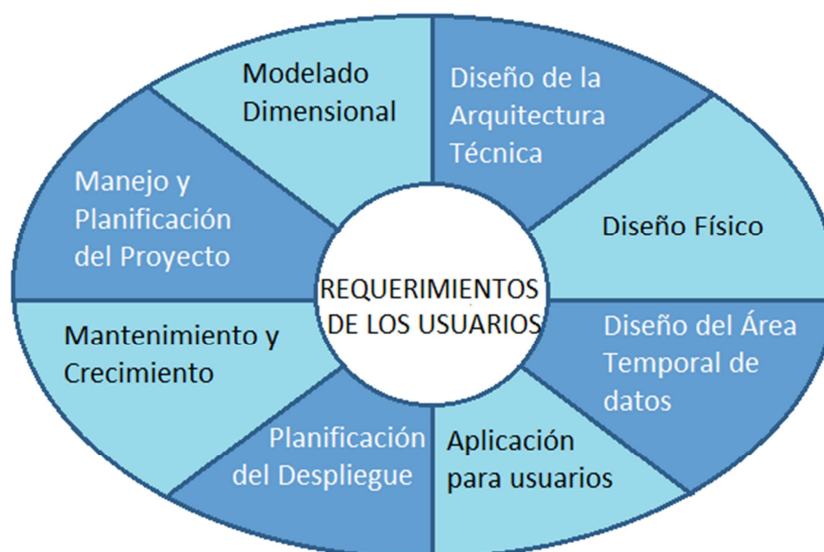 Modelado
Dimensional
Diseño de la
Arquitectura
Técnica
Manejo y
Planificación
del Proyecto
Diseño Físico
REQUERIMIENTOS
DE LOS USUARIOS
Mantenimiento y
Crecimiento
Diseño del Área
Temporal de
datos
Planificación
del Despliegue
Aplicación
para usuarios